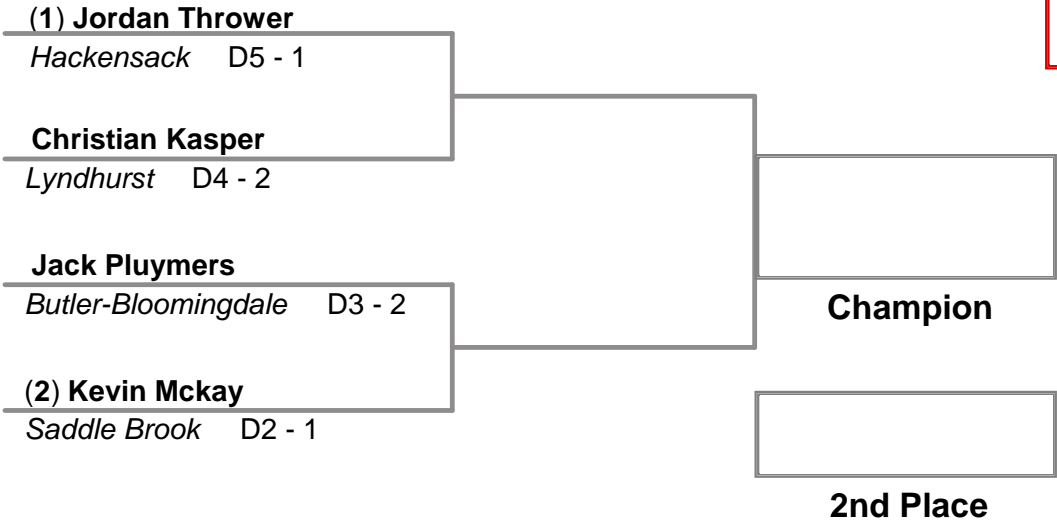 (1) Jordan Thrower
Hackensack D5 - 1
Christian Kasper
Lyndhurst D4 - 2
Jack Pluymers
Butler-Bloomingdale D3 - 2
Champion
(2) Kevin Mckay
Saddle Brook D2 - 1
2nd Place